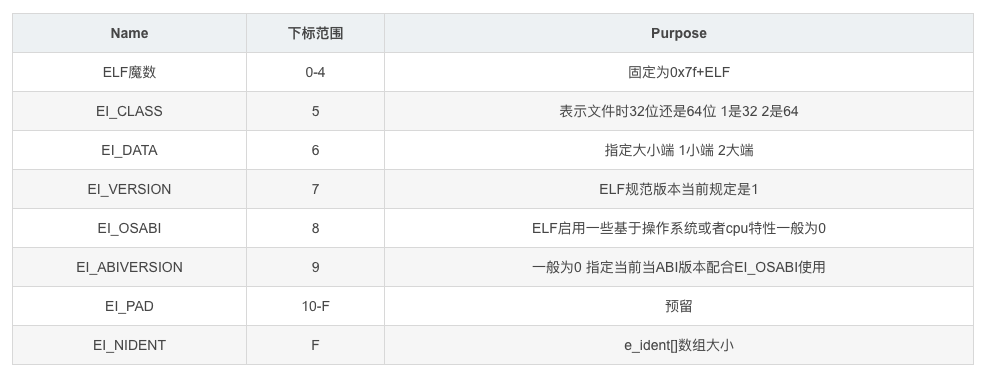 Name 下标范围 Purpose
ELF魔数 0-4 固定为0x7f+ELF
EI_CLASS 5 表示文件时32位还是64位 1是32 2是64
EI_DATA 6 指定大小端 1小端 2大端
EI_VERSION 7 ELF规范版本当前规定是1
EI_OSABI 8 ELF启用一些基于操作系统或者cpu特性一般为0
EI_ABIVERSION 9 一般为0 指定当前当ABI版本配合EI_OSABI使用
EI_PAD 10-F 预留
EI_NIDENT F e_ident[]数组大小